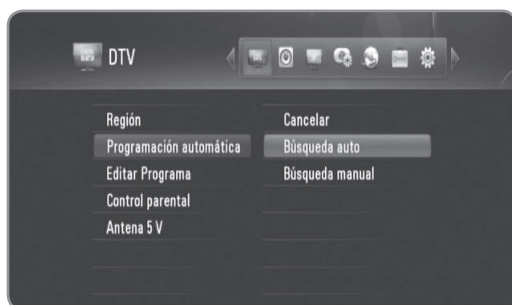 DTV
Región
Programación automática
Editar Programa
Control parental
Antena 5 V
Cancelar
Búsqueda auto
Búsqueda manual